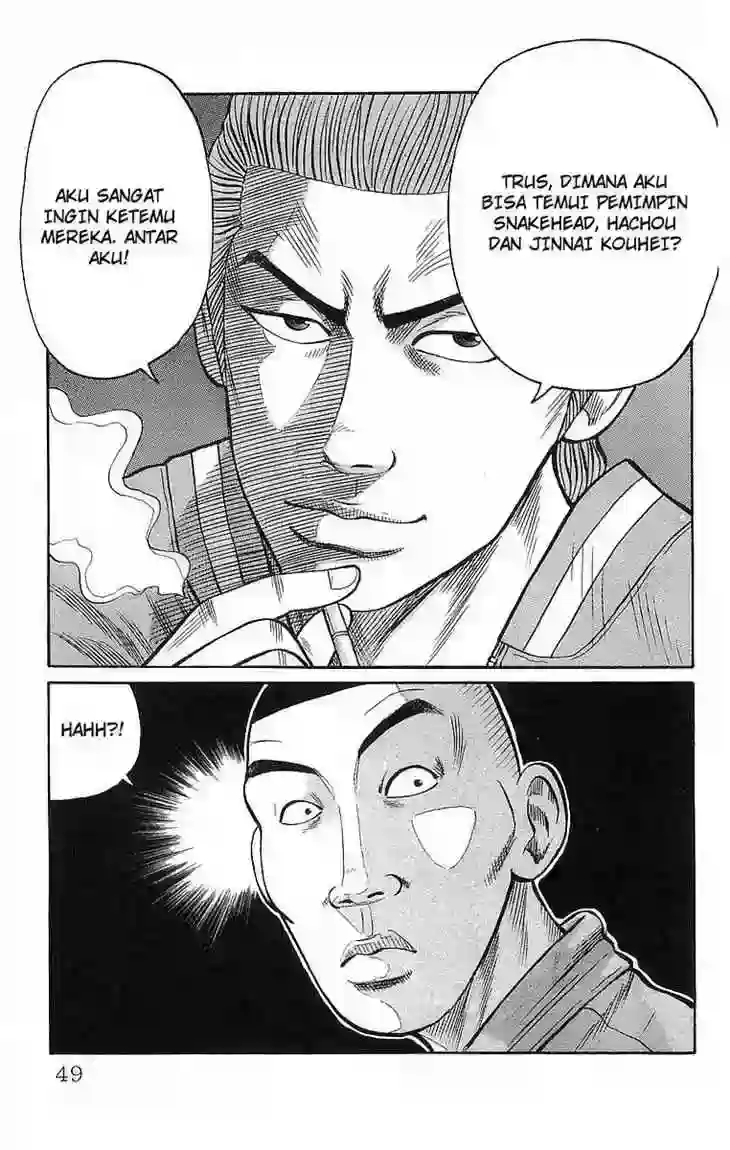 TRUS, DIMANA AKU
BISA TEMUI PEMIMPIN
SNAKEHEAD, HACHOU
DAN JINNAI KOUHEI?
AKU SANGAT
INGIN KETEMU
MEREKA. ANTAR
AKU!
HAHH?!
49